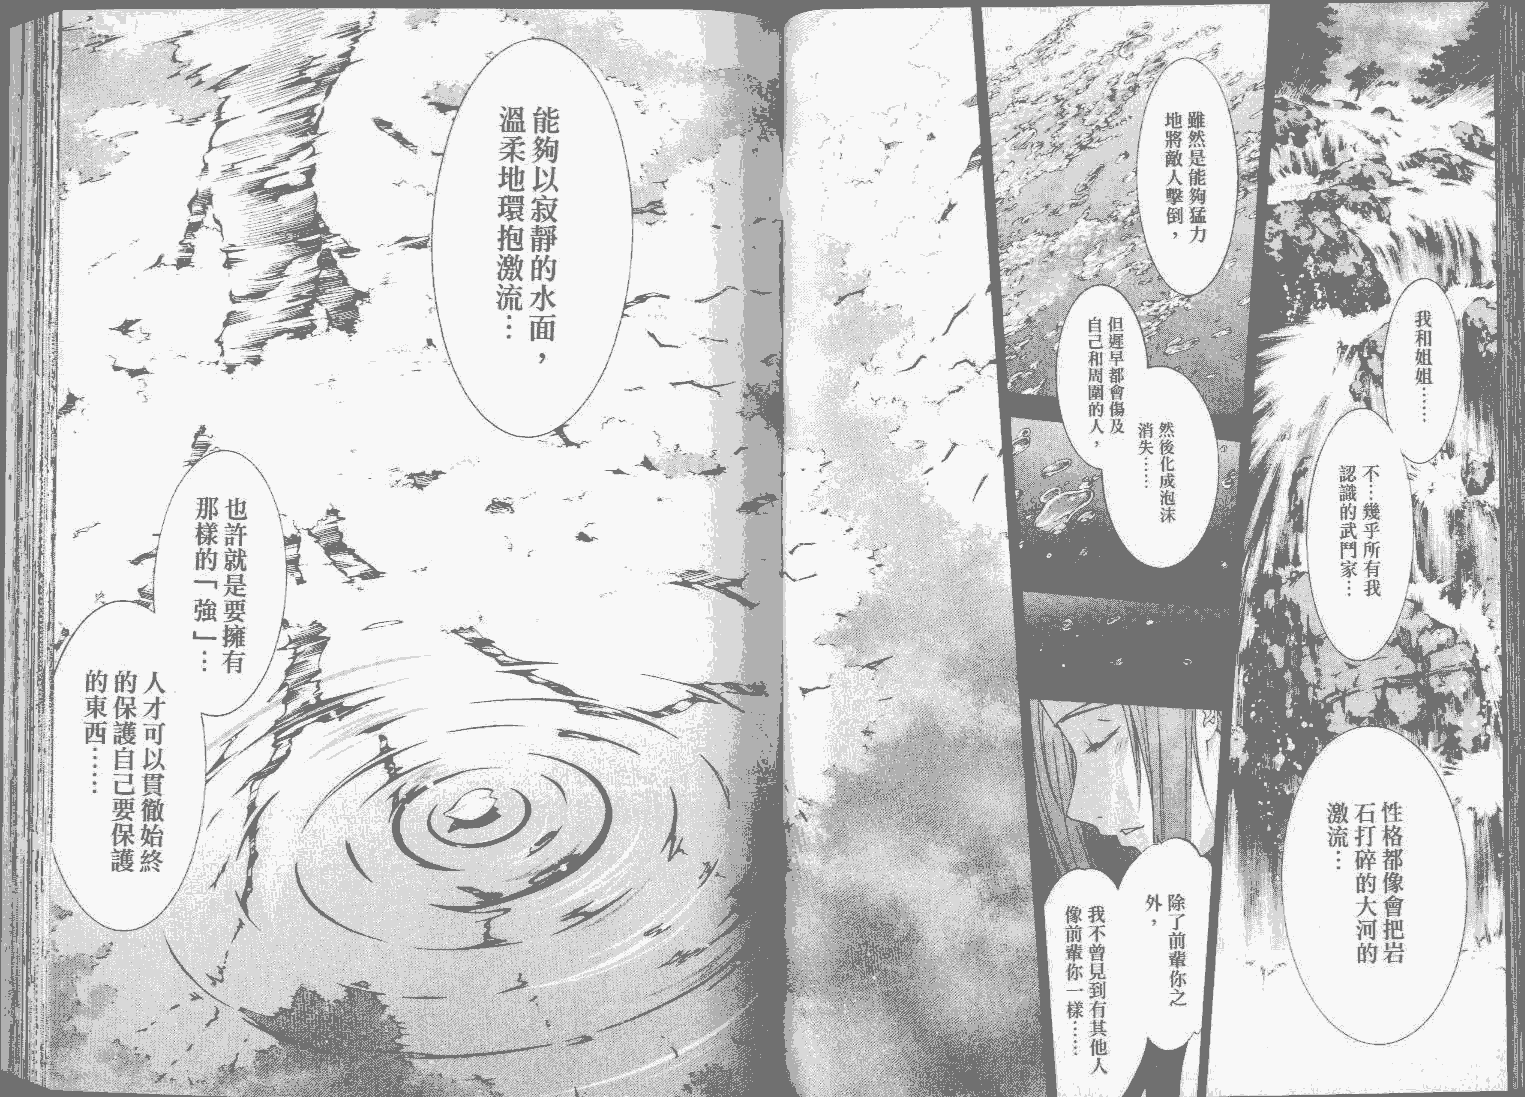 我和姐姐……
不…幾乎所有我
認識的武鬥家…
性格都像會把岩
石打碎的大河的
激流…
雖然是能夠猛力
地將敵人擊倒，
但遲早都會傷及
自己和周圍的人，
然後化成泡沫
消失……
除了前輩你之
外，
我不曾見到有其他人
像前輩你一樣……
能夠以寂靜的水面，
溫柔地環抱激流…
也許就是要擁有
那樣的「強」…
人才可以貫徹始終
的保護自己要保護
的東西……